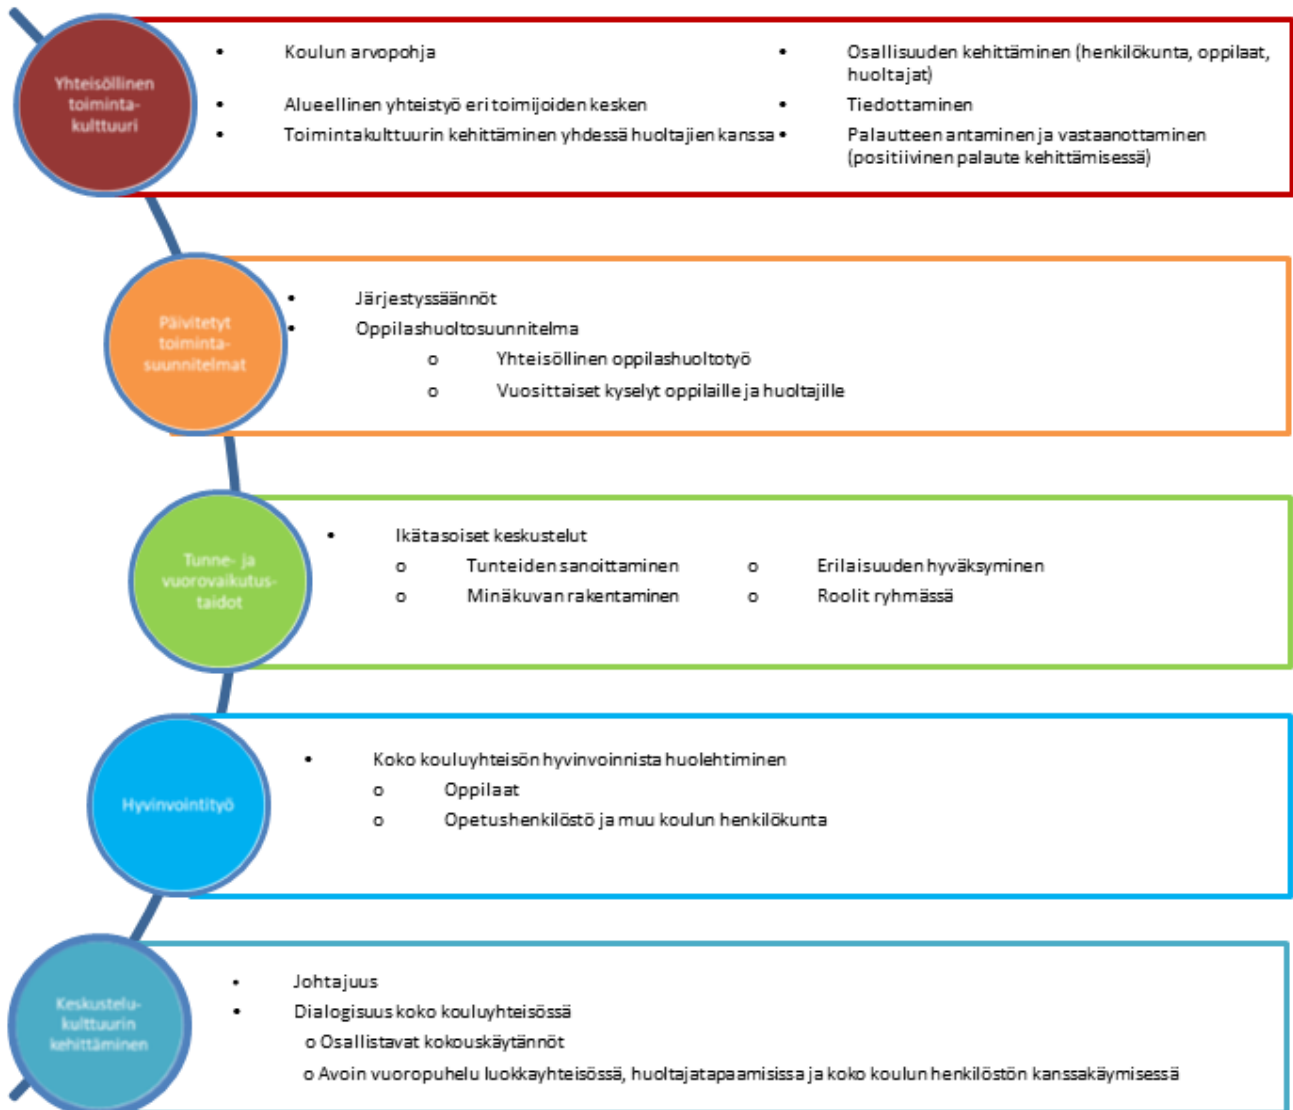 Yhteisöllinen
toiminta-
kulttuuri
• Koulun arvopohja
• Alueellinen yhteistyö eri toimijoiden kesken
• Toimintakulttuurin kehittäminen yhdessä huoltajien kanssa
• Osallisuuden kehittäminen (henkilökunta, oppilaat,
huoltajat)
• Tiedottaminen
• Palautteen antaminen ja vastaanottaminen
(positiivinen palaute kehittämisessä)
Päivitetyt
toiminta-
suunnitelmat
• Järjestyssäännöt
• Oppilashuoltosuunnitelma
o Yhteisöllinen oppilashuoltotyö
o Vuosittaiset kyselyt oppilaille ja huoltajille
Tunne- ja
vuorovaikutus-
taidot
• Ikätasoiset keskustelut
o Tunteiden sanoittaminen
o Minäkuvan rakentaminen
o Erilaisuuden hyväksyminen
o Roolit ryhmässä
Hyvinvointityö
• Koko kouluyhteisön hyvinvoinnista huolehtiminen
o Oppilaat
o Opetushenkilöstö ja muu koulun henkilökunta
Keskustelu-
kulttuurin
kehittäminen
• Johtajuus
• Dialogisuus koko kouluyhteisössä
o Osallistavat kokouskäytännöt
o Avoin vuoropuhelu luokkayhteisössä, huoltajatapaamisissa ja koko koulun henkilöstön kanssakäymisessä